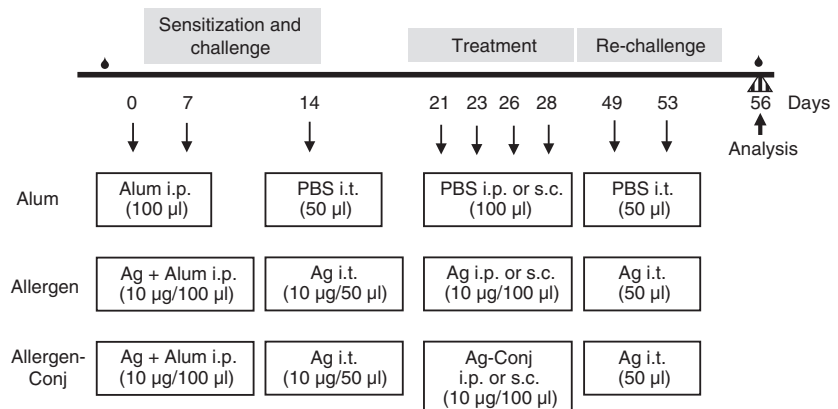 Sensitization and
challenge
Treatment
Re-challenge
0 7 14 21 23 26 28 49 53 56 Days
Analysis
Alum
Alum i.p.
(100 µl)
PBS i.t.
(50 µl)
PBS i.p. or s.c.
(100 µl)
PBS i.t.
(50 µl)
Allergen
Ag + Alum i.p.
(10 µg/100 µl)
Ag i.t.
(10 µg/50 µl)
Ag i.p. or s.c.
(10 µg/100 µl)
Ag i.t.
(50 µl)
Allergen-
Conj
Ag + Alum i.p.
(10 µg/100 µl)
Ag i.t.
(10 µg/50 µl)
Ag-Conj
i.p. or s.c.
(10 µg/100 µl)
Ag i.t.
(50 µl)